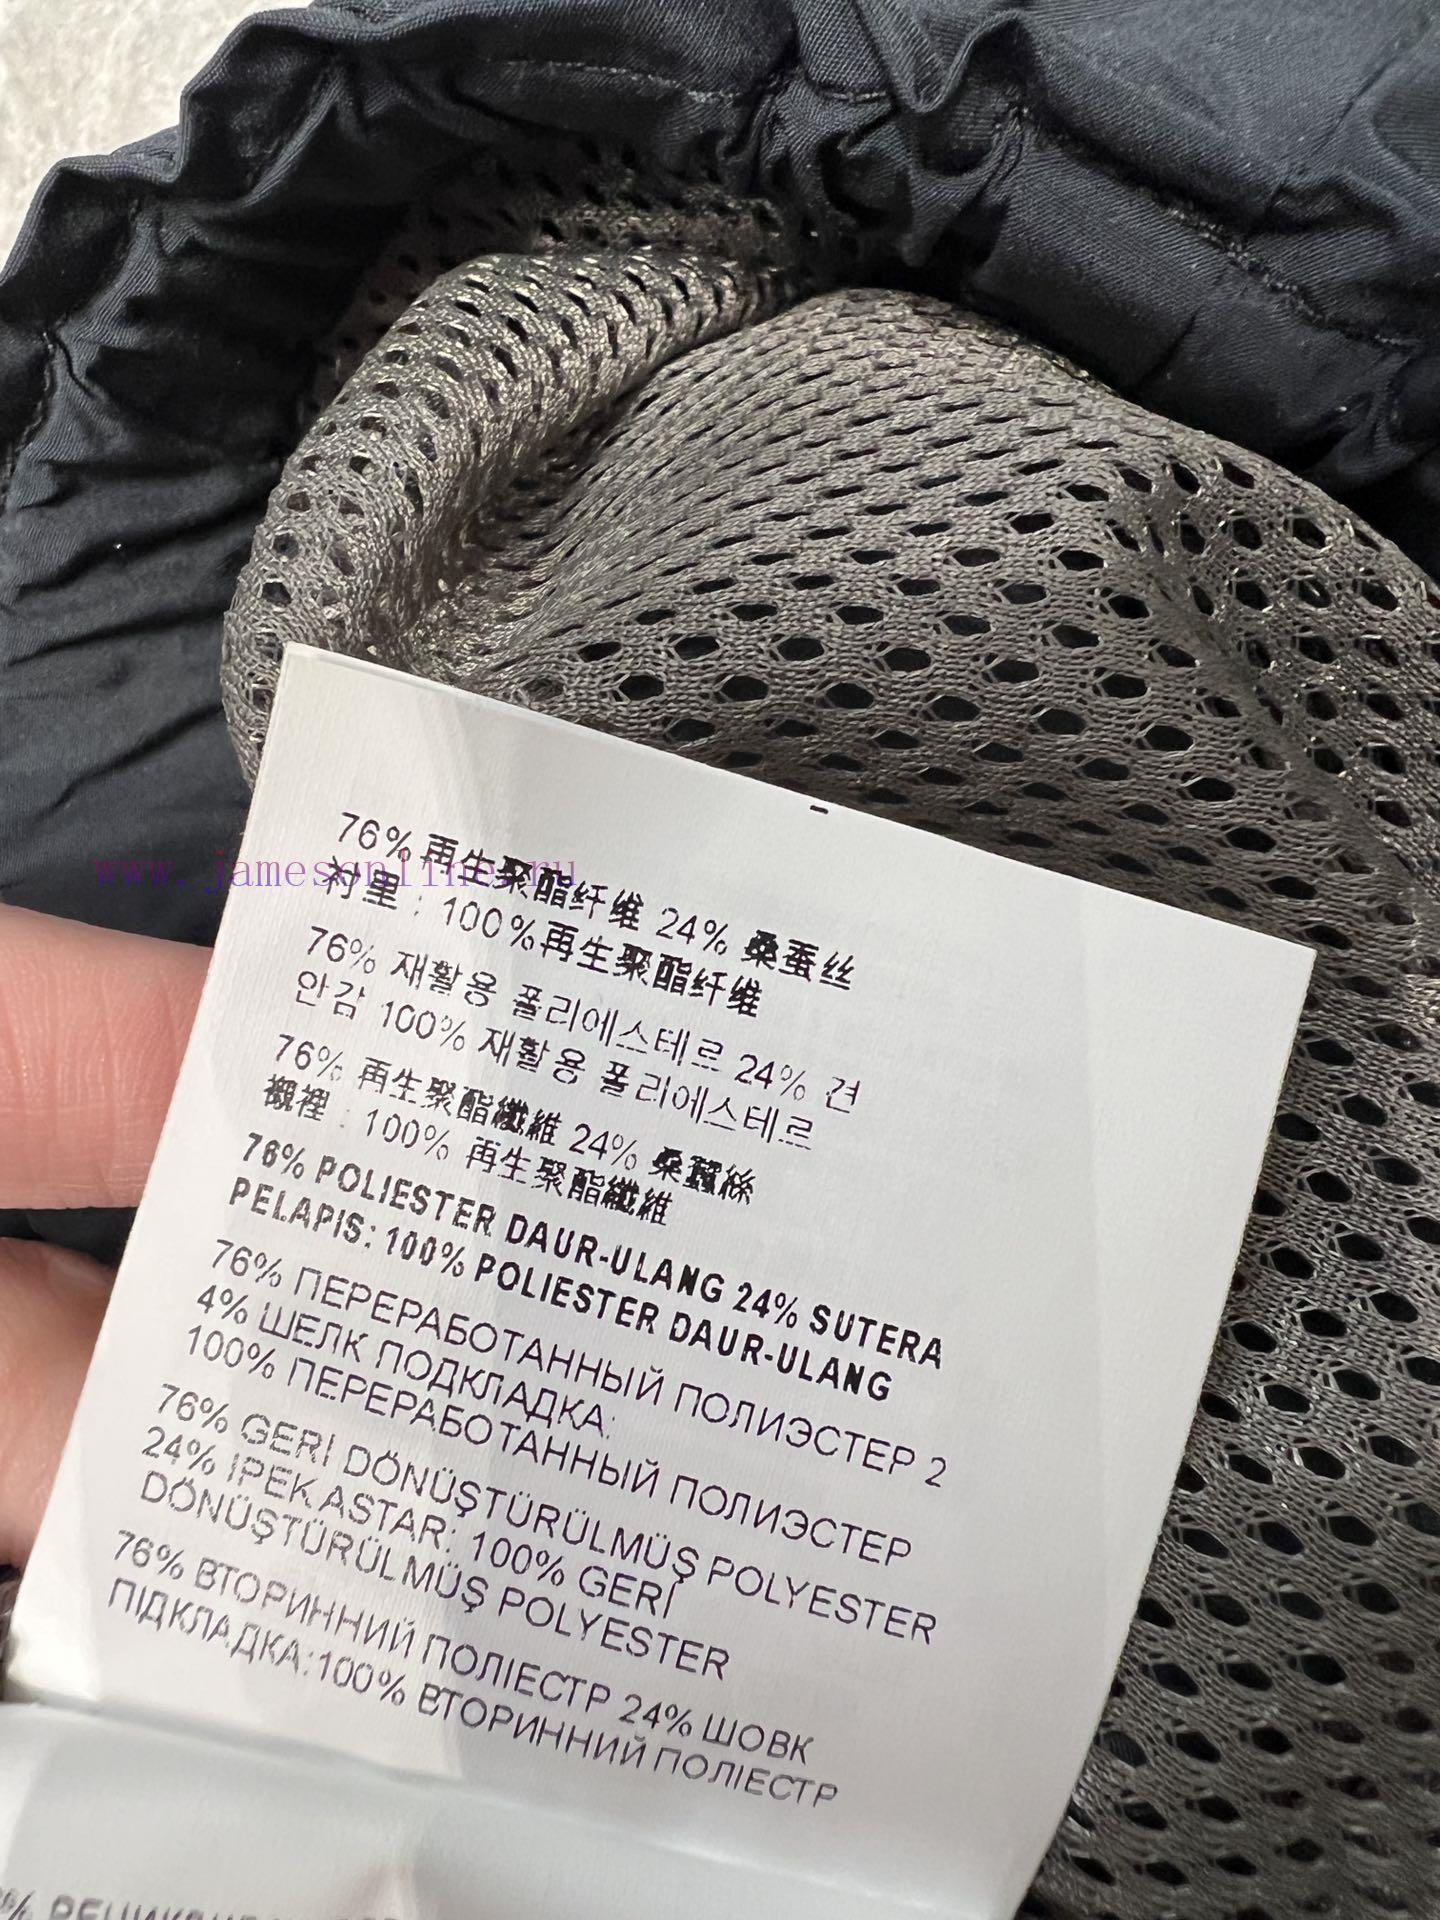 www.jamesonline.ru
76% 再生聚酯纤维 24% 桑蚕丝
衬里：100%再生聚酯纤维
76% 재활용 폴리에스테르 24% 견
안감 100% 재활용 폴리에스테르
76% 再生聚酯纖維 24% 桑蠶絲
襯裡：100% 再生聚酯纖維
76% POLIESTER DAUR-ULANG 24% SUTERA
PELAPIS: 100% POLIESTER DAUR-ULANG
76% ПЕРЕРАБОТАННЫЙ ПОЛИЭСТЕР 2
4% ШЕЛК ПОДКЛАДКА:
100% ПЕРЕРАБОТАННЫЙ ПОЛИЭСТЕР
76% GERİ DÖNÜŞTÜRÜLMÜŞ POLYESTER
24% İPEK ASTAR: 100% GERİ
DÖNÜŞTÜRÜLMÜŞ POLYESTER
76% ВТОРИННИЙ ПОЛІЕСТР 24% ШОВК
ПІДКЛАДКА:100% ВТОРИННИЙ ПОЛІЕСТР